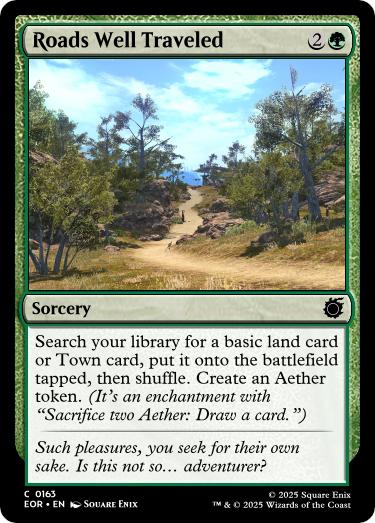 Roads Well Traveled 2
Sorcery
Search your library for a basic land card
or Town card, put it onto the battlefield
tapped, then shuffle. Create an Aether
token. (It's an enchantment with
“Sacrifice two Aether: Draw a card.”)
Such pleasures, you seek for their own
sake. Is this not so… adventurer?
C 0163
EOR • EN Square Enix
© 2025 Square Enix
™ & © 2025 Wizards of the Coast